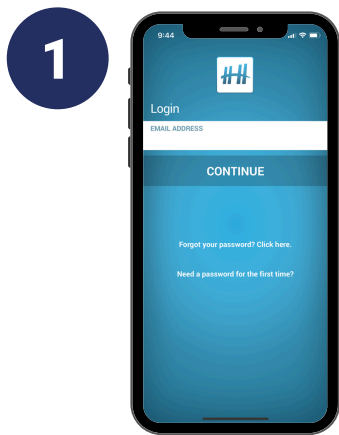 1
9:44
Login
EMAIL ADDRESS
CONTINUE
Forgot your password? Click here.
Need a password for the first time?